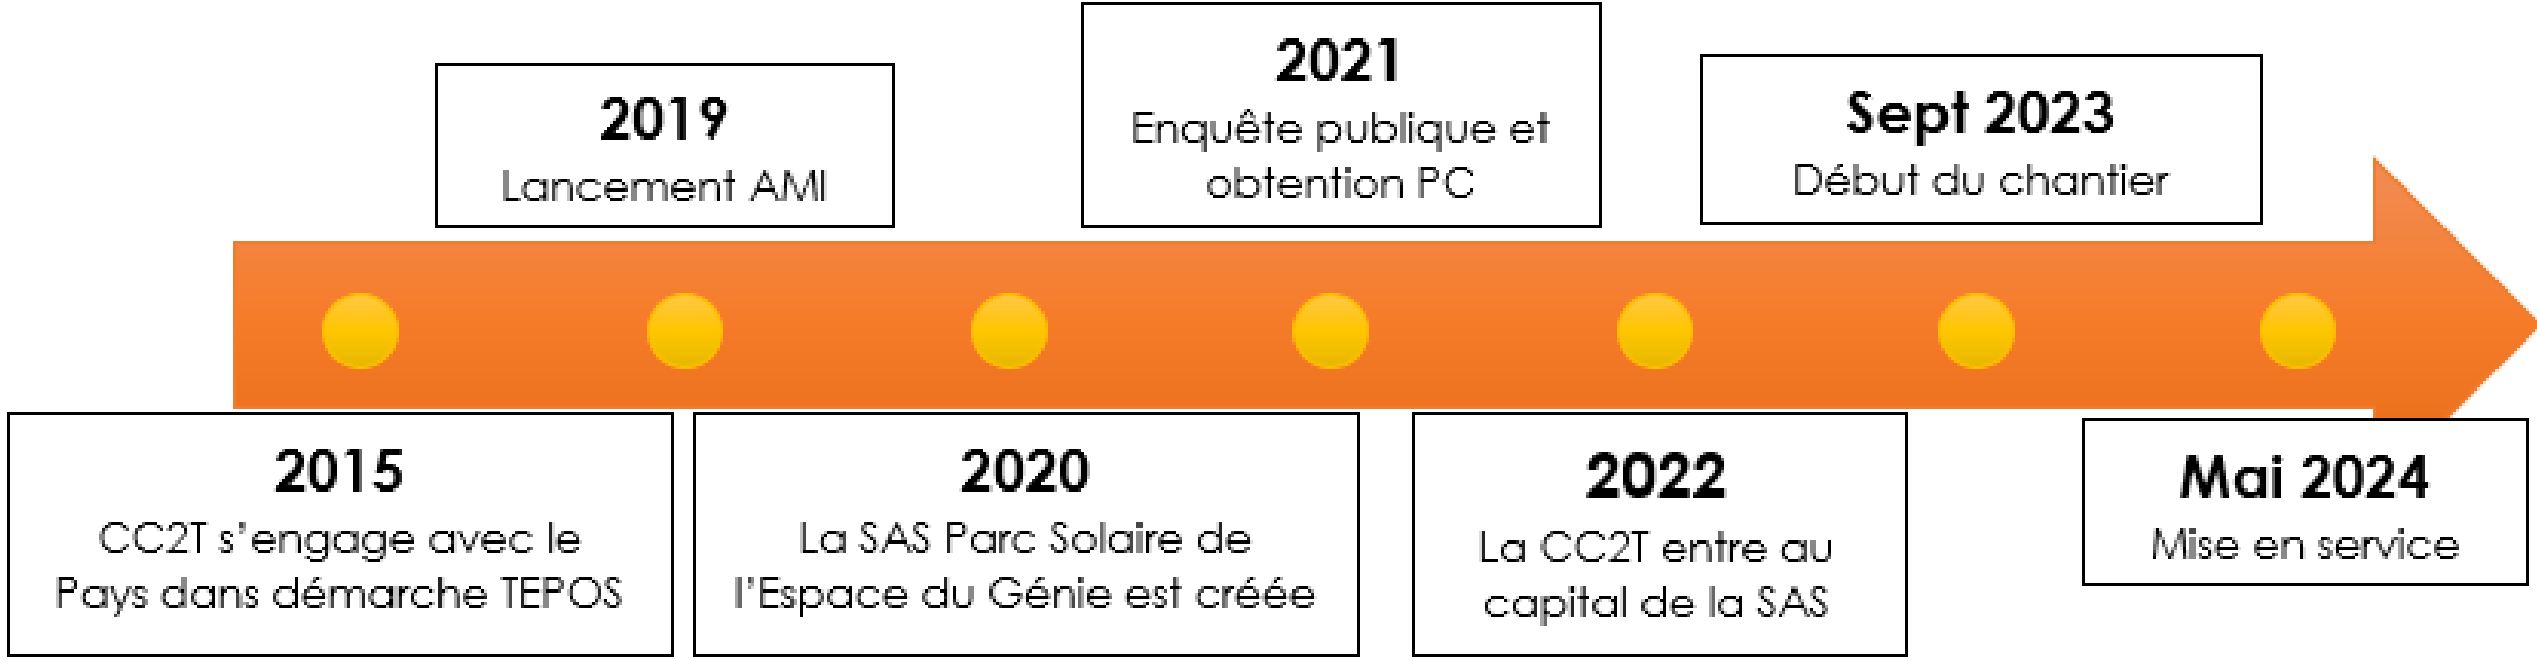 2019
Lancement AMI
2021
Enquête publique et
obtention PC
Sept 2023
Début du chantier
2015
CC2T s'engage avec le
Pays dans démarche TEPOS
2020
La SAS Parc Solaire de
l'Espace du Génie est créée
2022
La CC2T entre au
capital de la SAS
Mai 2024
Mise en service